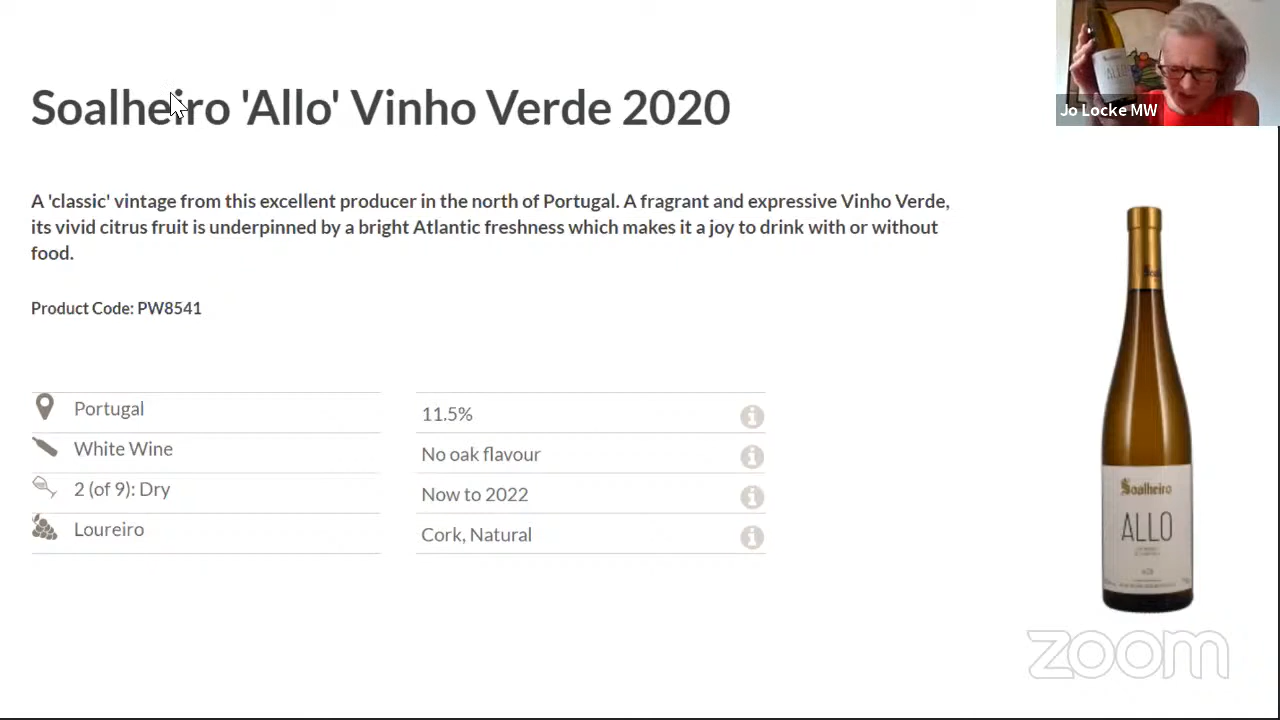 Soalheiro 'Allo' Vinho Verde 2020
Jo Locke MW
A 'classic' vintage from this excellent producer in the north of Portugal. A fragrant and expressive Vinho Verde,
its vivid citrus fruit is underpinned by a bright Atlantic freshness which makes it a joy to drink with or without
food.
Product Code: PW8541
Portugal
White Wine
2 (of 9): Dry
Loureiro
11.5%
No oak flavour
Now to 2022
Cork, Natural
Soalheiro
ALLO
ALLO
zoom